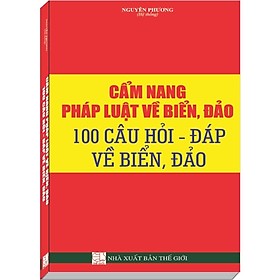 NGUYÊN PHƯƠNG
(Hệ thống)
CẨM NANG
PHÁP LUẬT VỀ BIỂN, ĐẢO
100 CÂU HỎI - ĐÁP
VỀ BIỂN, ĐẢO
NHÀ XUẤT BẢN THẾ GIỚI